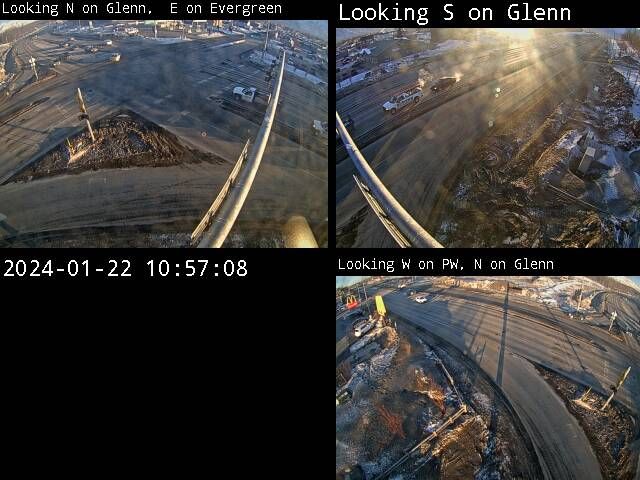 Looking N on Glenn,  E on Evergreen
Looking S on Glenn
2024-01-22 10:57:08
Looking W on PW, N on Glenn